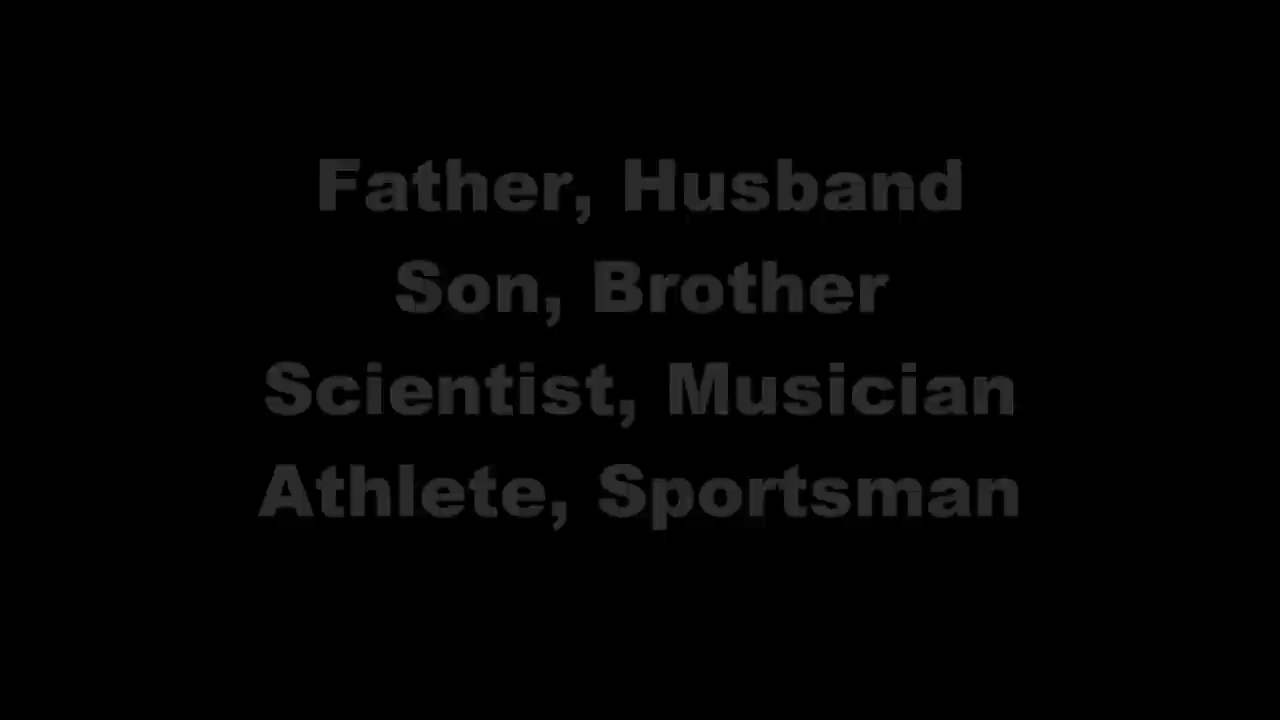 Father, Husband
Son, Brother
Scientist, Musician
Athlete, Sportsman